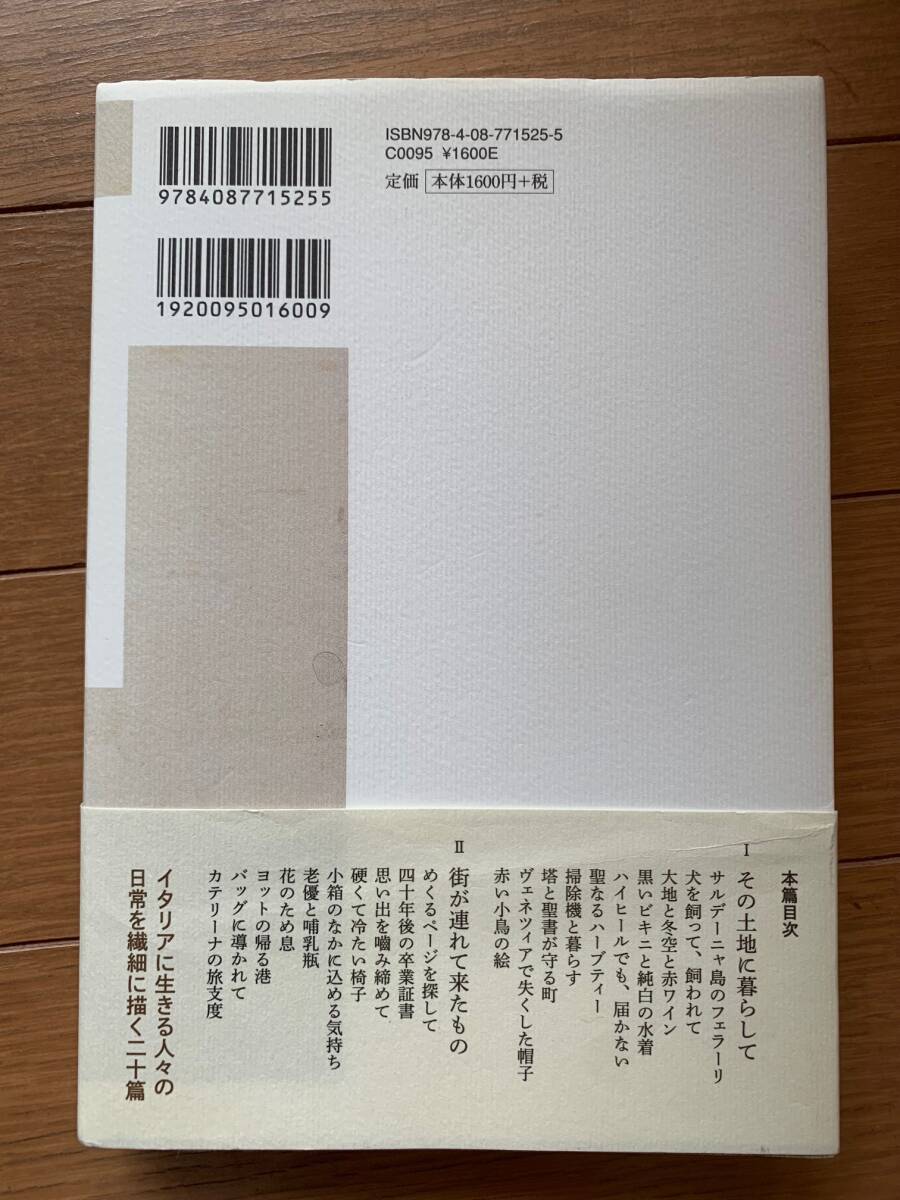 9784087715255
1920095016009
ISBN978-4-08-771525-5
C0095 ¥1600E
定価 本体1600円+税
本篇目次
I その土地に暮らして
サルデーニャ島のフェラーリ
犬を飼って、飼われて
大地と冬空と赤ワイン
黒いビキニと純白の水着
ハイヒールでも、届かない
聖なるハーブティー
掃除機と暮らす
塔と聖書が守る町
ヴェネツィアで失くした帽子
赤い小鳥の絵
II 街が連れて来たもの
めくるページを探して
四十年後の卒業証書
思い出を嚙み締めて
硬くて冷たい椅子
小箱のなかに込める気持ち
老優と哺乳瓶
花のため息
ヨットの帰る港
バッグに導かれて
カテリーナの旅支度
イタリアに生きる人々の
日常を繊細に描く二十篇